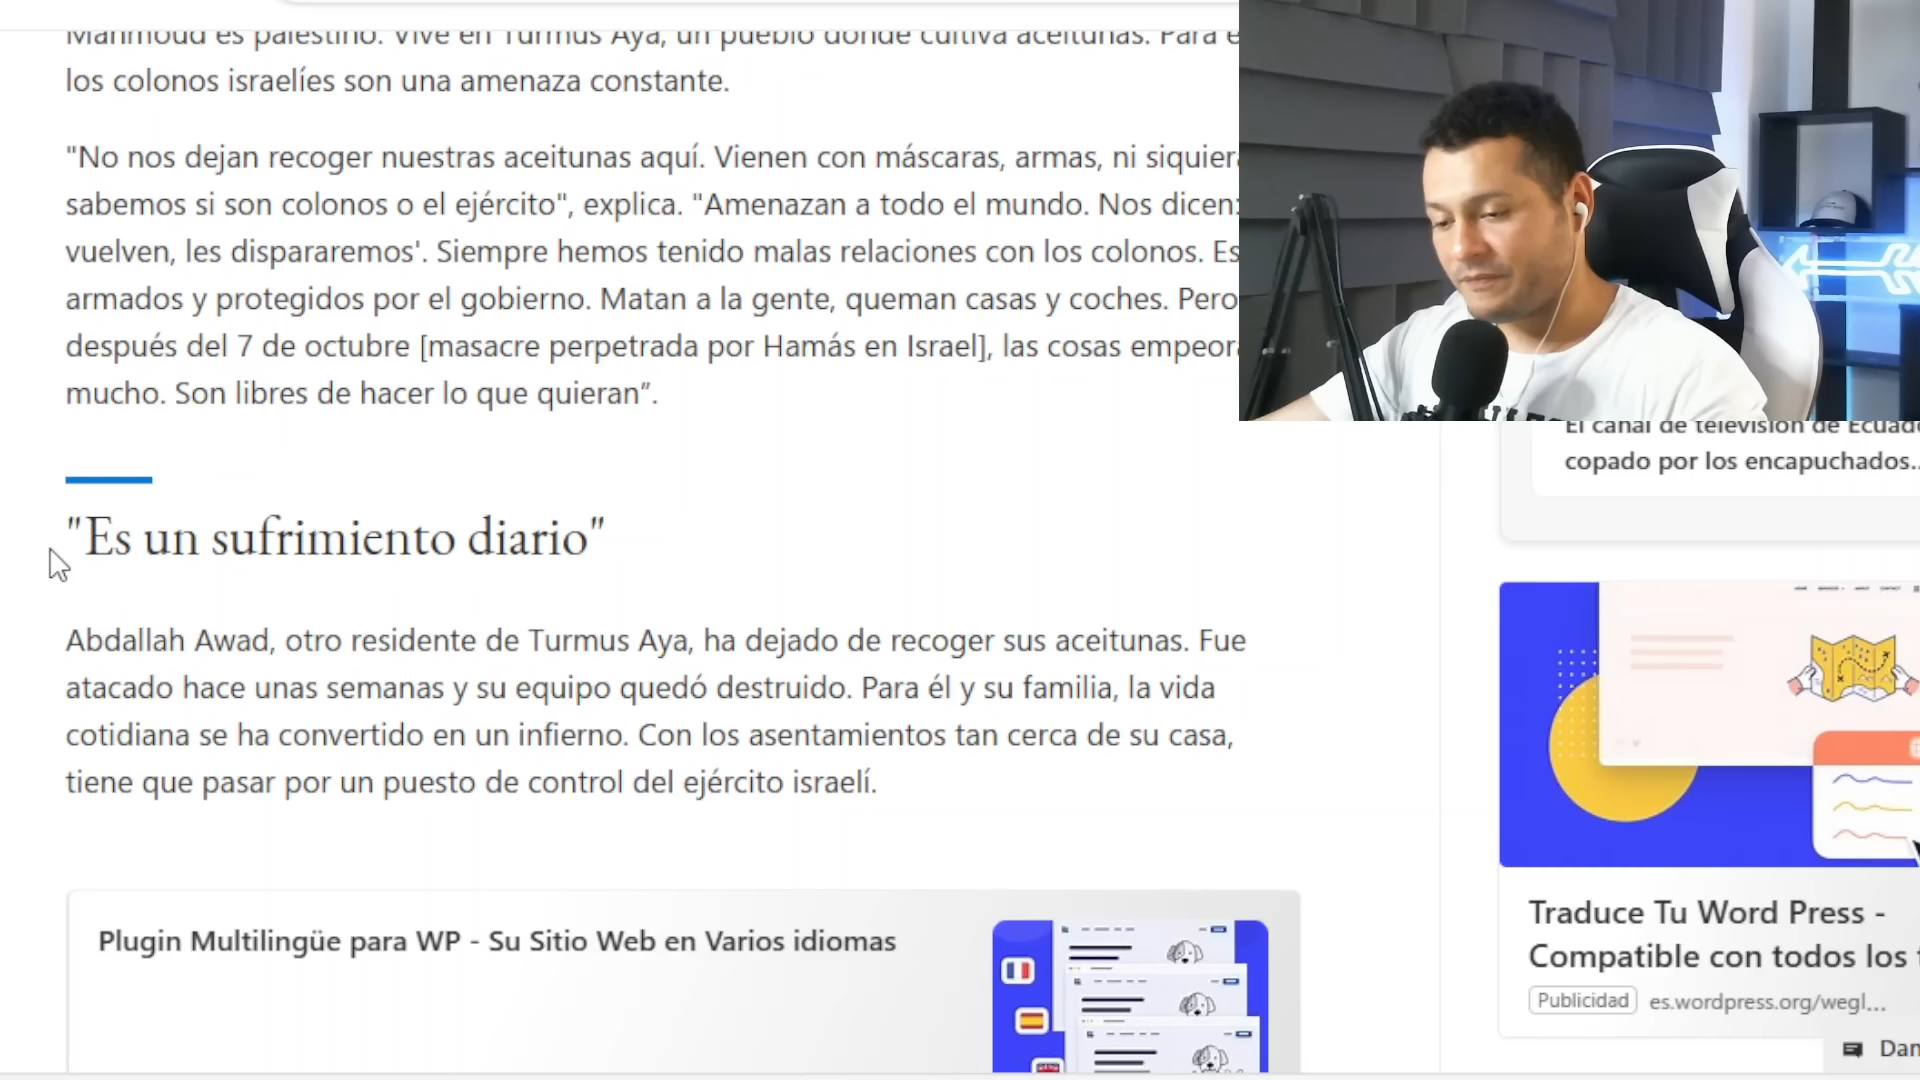 Mahmoud es palestino. Vive en Turmus Aya, un pueblo donde cultiva aceitunas. Para
los colonos israelíes son una amenaza constante.
"No nos dejan recoger nuestras aceitunas aquí. Vienen con máscaras, armas, ni
sabemos si son colonos o el ejército", explica. "Amenazan a todo el mundo. Nos dicen:
vuelven, les dispararemos'. Siempre hemos tenido malas relaciones con los colonos.
armados y protegidos por el gobierno. Matan a la gente, queman casas y coches. Pero
después del 7 de octubre [masacre perpetrada por Hamás en Israel], las cosas
mucho. Son libres de hacer lo que quieran”.
"Es un sufrimiento diario"
Abdallah Awad, otro residente de Turmus Aya, ha dejado de recoger sus aceitunas. Fue
atacado hace unas semanas y su equipo quedó destruido. Para él y su familia, la vida
cotidiana se ha convertido en un infierno. Con los asentamientos tan cerca de su casa,
tiene que pasar por un puesto de control del ejército israelí.
Plugin Multilingüe para WP - Su Sitio Web en Varios idiomas
El canal de televisión de
copado por los encapuchados...
Traduce Tu Word Press -
Compatible con todos los
Publicidad es.wordpress.org/wegl...